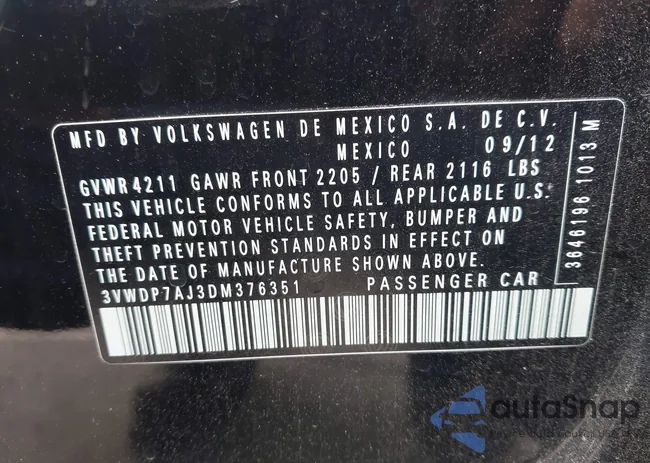 MFD BY VOLKSWAGEN DE MEXICO S.A. DE C.V.
MEXICO 09/12
GVWR 4211 GAWR FRONT 2205 / REAR 2116 LBS
THIS VEHICLE CONFORMS TO ALL APPLICABLE U.S.
FEDERAL MOTOR VEHICLE SAFETY, BUMPER AND
THEFT PREVENTION STANDARDS IN EFFECT ON
THE DATE OF MANUFACTURE SHOWN ABOVE.
3VWDP7AJ3DM376351 PASSENGER CAR
3646196 1013 M
autoSnap